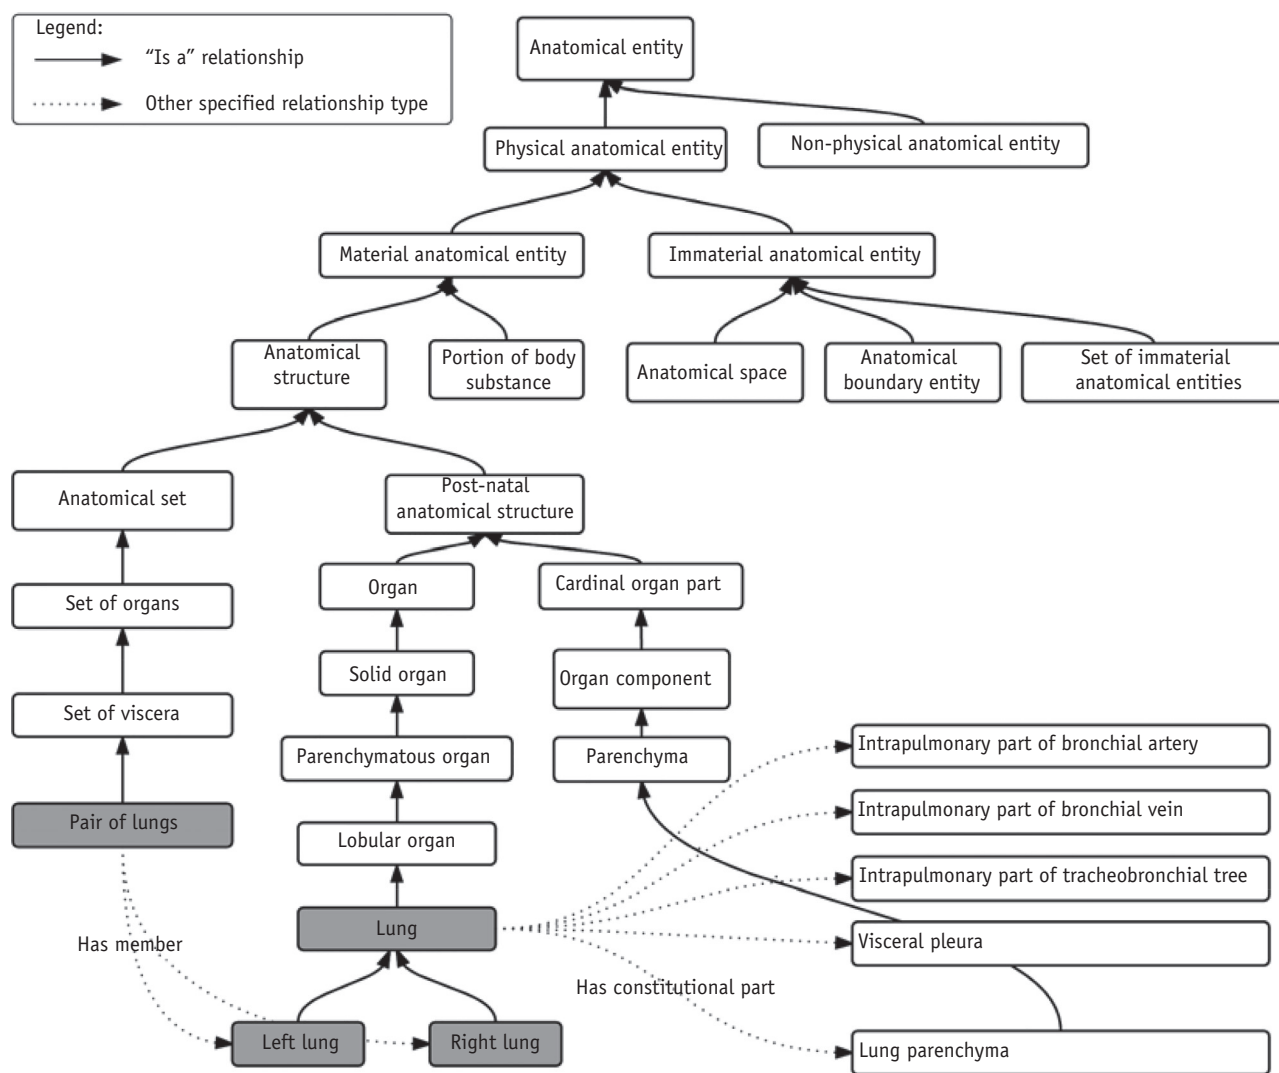 Legend:
“Is a” relationship
Other specified relationship type
Anatomical entity
Physical anatomical entity
Non-physical anatomical entity
Material anatomical entity
Immaterial anatomical entity
Anatomical
structure
Portion of body
substance
Anatomical space
Anatomical
boundary entity
Set of immaterial
anatomical entities
Anatomical set
Post-natal
anatomical structure
Organ
Cardinal organ part
Set of organs
Solid organ
Organ component
Set of viscera
Parenchymatous organ
Parenchyma
Intrapulmonary part of bronchial artery
Pair of lungs
Lobular organ
Intrapulmonary part of bronchial vein
Intrapulmonary part of tracheobronchial tree
Lung
Visceral pleura
Has member
Has constitutional part
Left lung
Right lung
Lung parenchyma